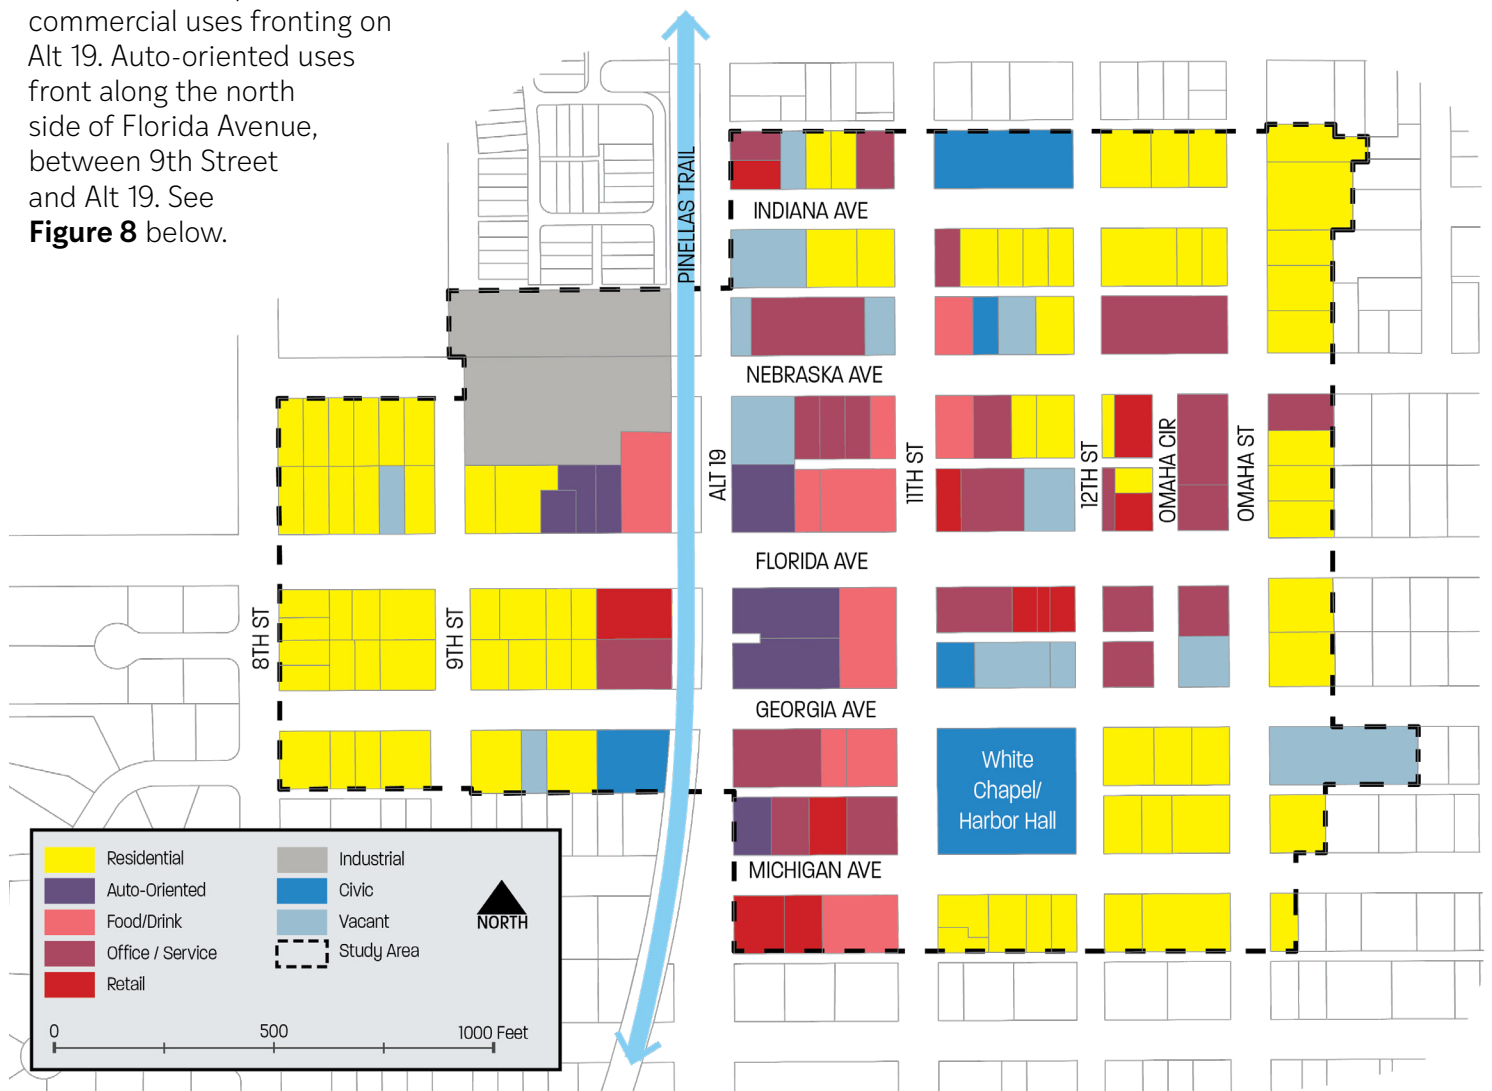 commercial uses fronting on
Alt 19. Auto-oriented uses
front along the north
side of Florida Avenue,
between 9th Street
and Alt 19. See
Figure 8 below.
PINELLAS TRAIL
INDIANA AVE
NEBRASKA AVE
ALT 19
11TH ST
12TH ST
OMAHA CIR
OMAHA ST
FLORIDA AVE
8TH ST
9TH ST
GEORGIA AVE
White
Chapel/
Harbor Hall
MICHIGAN AVE
Residential
Auto-Oriented
Food/Drink
Office / Service
Retail
Industrial
Civic
Vacant
Study Area
NORTH
0 500 1000 Feet